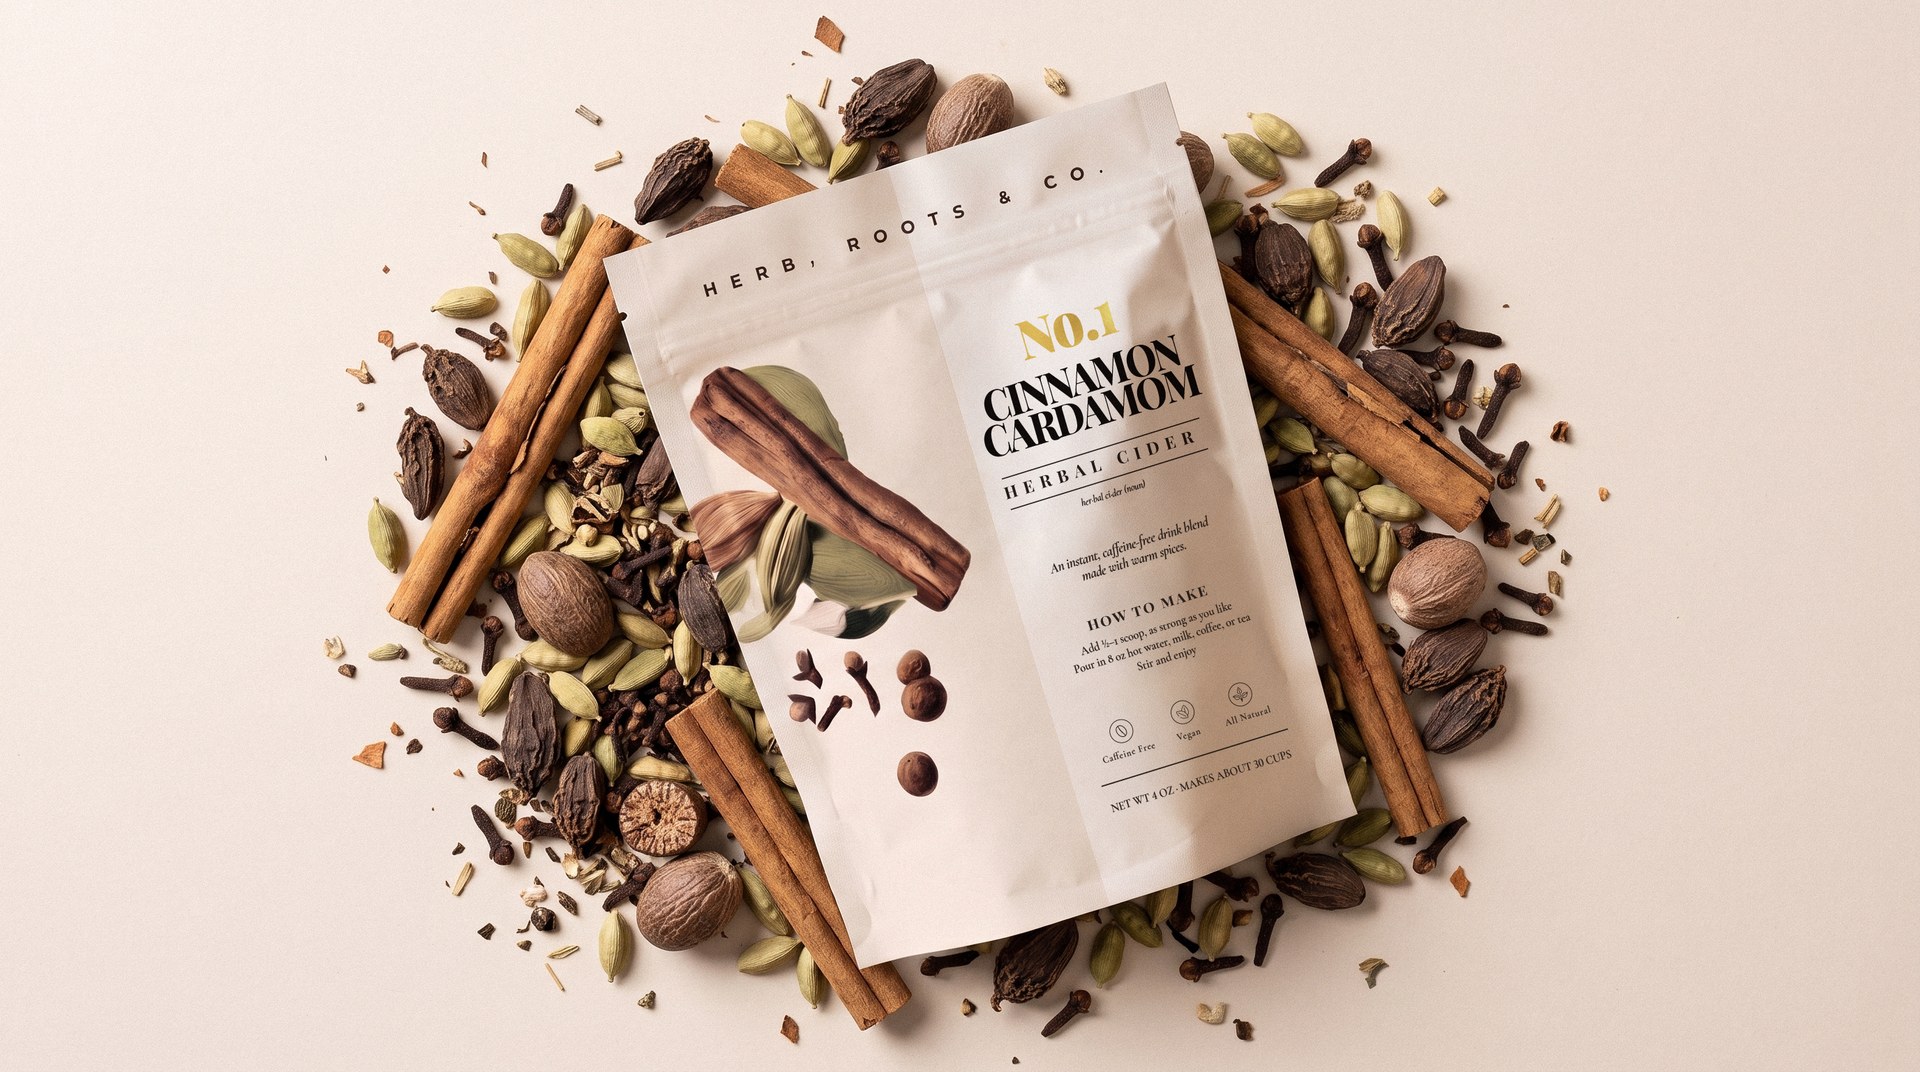 HERB, ROOTS & CO.
No.1
CINNAMON
CARDAMOM
HERBAL CIDER
her·bal ci·der (noun)
An instant, caffeine-free drink blend
made with warm spices.
HOW TO MAKE
Add ½–1 scoop, as strong as you like
Pour in 8 oz hot water, milk, coffee, or tea
Stir and enjoy
Caffeine Free
Vegan
All Natural
NET WT 4 OZ · MAKES ABOUT 30 CUPS